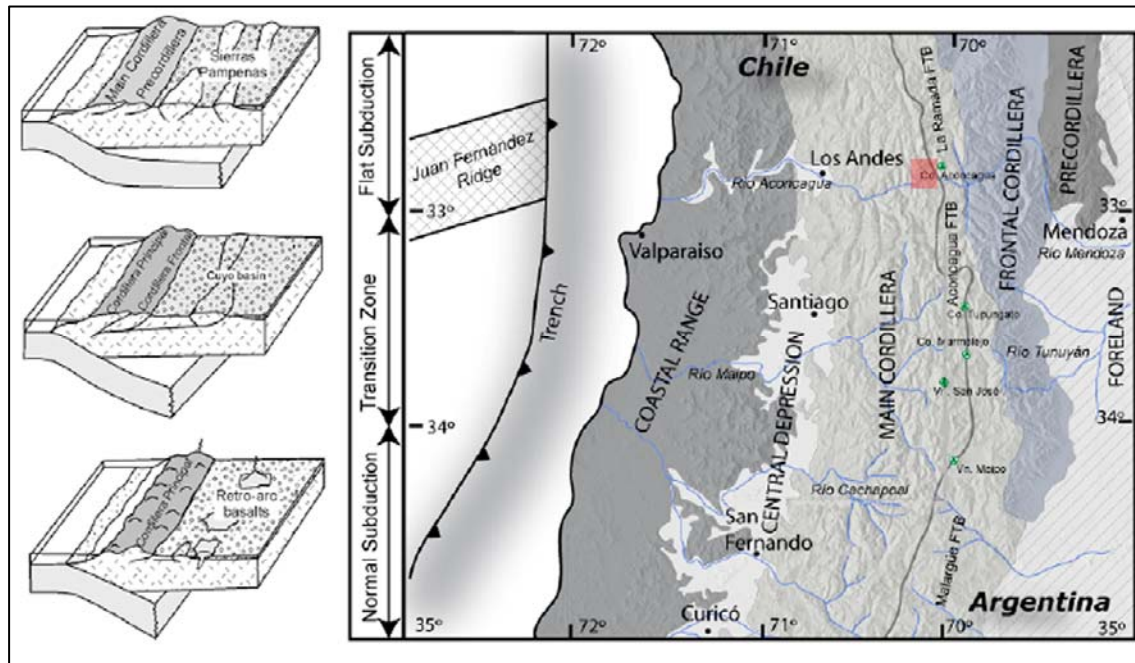 Main Cordillera
Precordillera
Sierras
Pampenas
Cordillera Principal
Cordillera Frontal
Cuyo basin
Cordillera Principal
Retro-arc
basalts
Flat Subduction
Transition Zone
Normal Subduction
72°
71°
70°
Chile
Argentina
33°
34°
35°
33°
34°
35°
72°
71°
70°
Juan Fernández
Ridge
Trench
Los Andes
Río Aconcagua
Valparaiso
Santiago
Río Maipo
COASTAL RANGE
CENTRAL DEPRESSION
MAIN CORDILLERA
FRONTAL CORDILLERA
PRECORDILLERA
FORELAND
La Ramada FTB
Co. Aconcagua
Aconcagua FTB
Co. Tupungato
Co. Marmolejo
Vn. San José
Vn. Maipo
Malargüe FTB
Mendoza
Río Mendoza
Río Tunuyán
Río Cachapoal
San
Fernando
Curicó